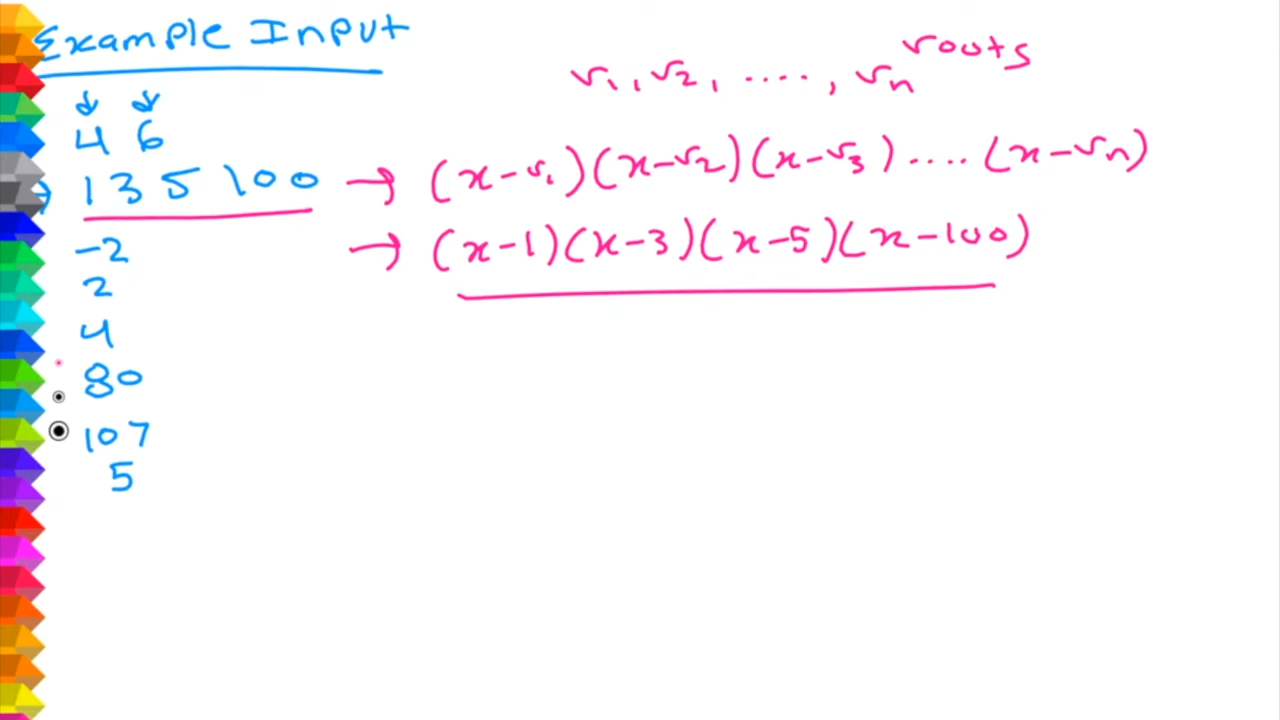 Example Input
4 6
1 3 5 100
-2
2
4
80
107
5
r₁, r₂, ...., rₙ roots
→ (x-r₁)(x-r₂)(x-r₃)....(x-rₙ)
→ (x-1)(x-3)(x-5)(x-100)